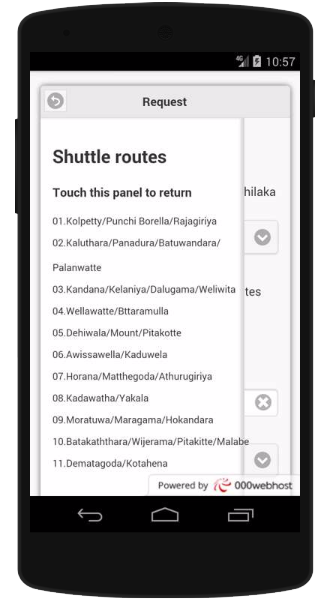 4G 10:57
Request
Shuttle routes
Touch this panel to return
hilaka
01.Kolpetty/Punchi Borella/Rajagiriya
02.Kaluthara/Panadura/Batuwandara/
Palanwatte
03.Kandana/Kelaniya/Dalugama/Weliwita
tes
04.Wellawatte/Bttaramulla
05.Dehiwala/Mount/Pitakotte
06.Awissawella/Kaduwela
07.Horana/Matthegoda/Athurugiriya
08.Kadawatha/Yakala
09.Moratuwa/Maragama/Hokandara
10.Batakaththara/Wijerama/Pitakitte/Malabe
11.Dematagoda/Kotahena
Powered by 000webhost